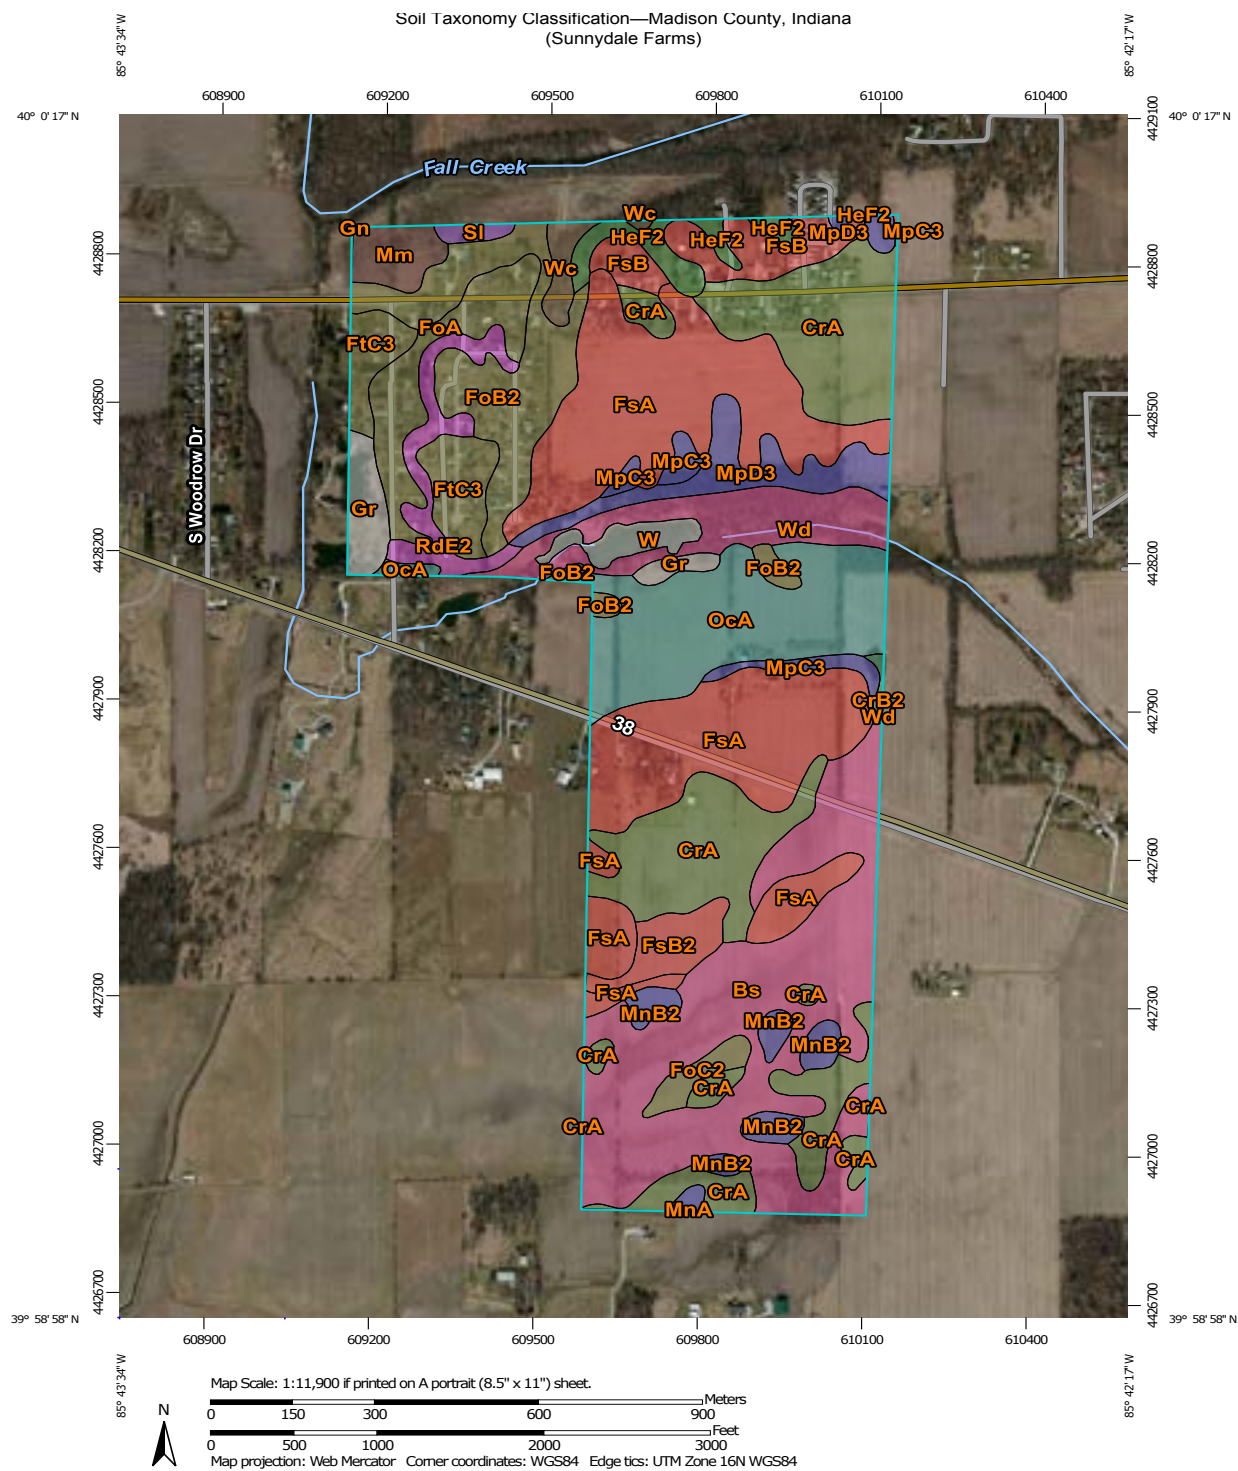 Soil Taxonomy Classification—Madison County, Indiana
(Sunnydale Farms)
85° 43' 34" W
85° 42' 17" W
608900 609200 609500 609800 610100 610400
40° 0' 17" N
40° 0' 17" N
4429100
Fall Creek
Gn Sl Wc HeF2
Mm HeF2 HeF2 HeF2 MpD3 MpC3
FsB
4428800
4428800
Wc FsB
CrA CrA
FoA
FtC3
FoB2 FsA
4428500
4428500
S Woodrow Dr
MpC3 MpC3 MpD3
FtC3
Gr
Wd
W
RdE2
4428200
4428200
OcA FoB2 Gr FoB2
FoB2
OcA
MpC3
4427900
4427900
CrB2
Wd
38
FsA
4427600
4427600
CrA
FsA
FsA
FsA FsB2
4427300
4427300
FsA Bs CrA
MnB2 MnB2
MnB2
CrA
FoC2
CrA
CrA
CrA MnB2
CrA
4427000
4427000
CrA
MnB2
CrA
MnA
4426700
4426700
39° 58' 58" N
39° 58' 58" N
608900 609200 609500 609800 610100 610400
85° 43' 34" W
85° 42' 17" W
N
Map Scale: 1:11,900 if printed on A portrait (8.5" x 11") sheet.
Meters
0 150 300 600 900
Feet
0 500 1000 2000 3000
Map projection: Web Mercator Corner coordinates: WGS84 Edge tics: UTM Zone 16N WGS84